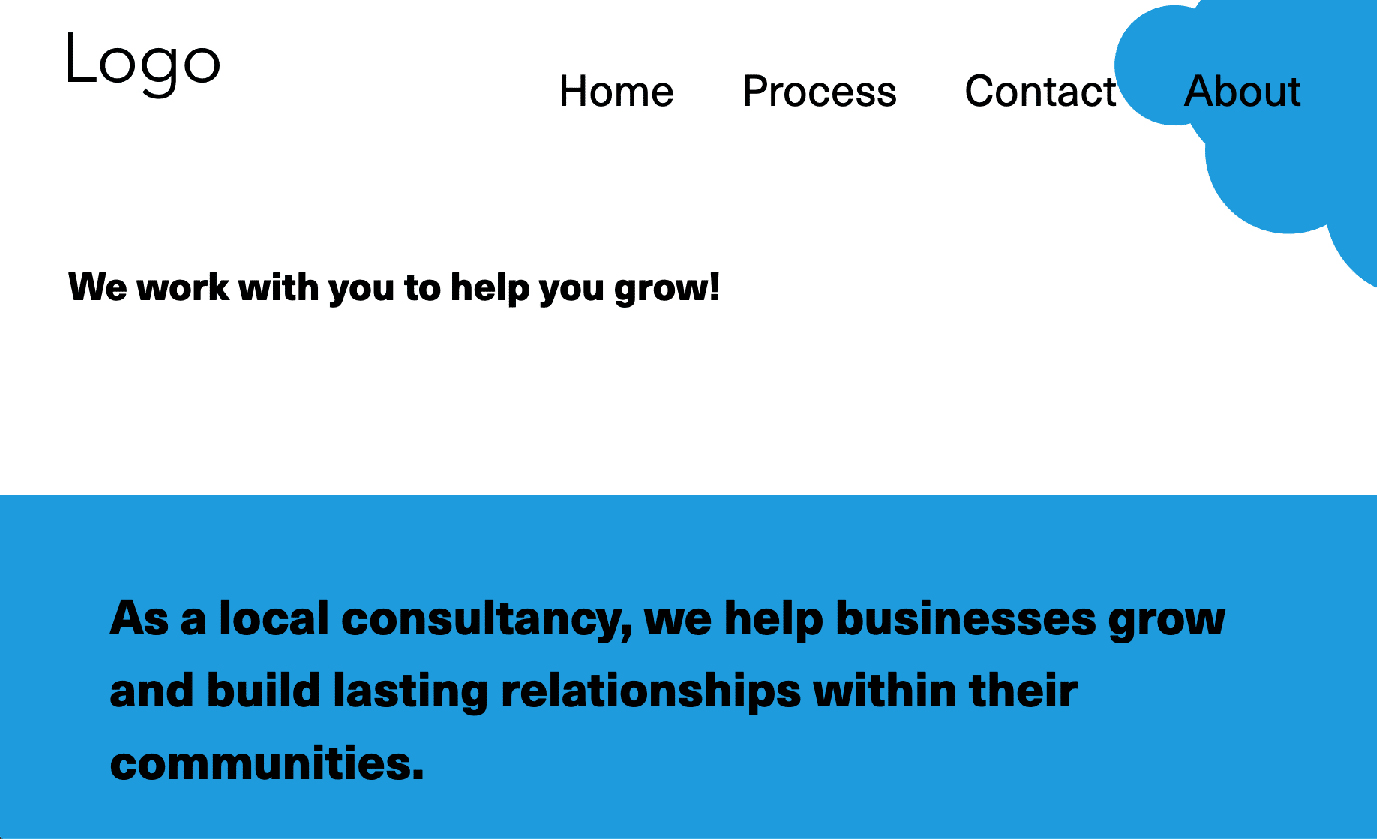 Logo
Home Process Contact About
We work with you to help you grow!
As a local consultancy, we help businesses grow
and build lasting relationships within their
communities.